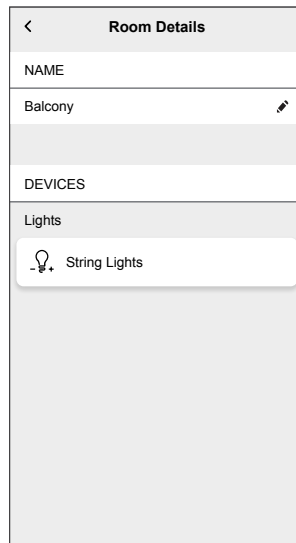 Room Details
NAME
Balcony
DEVICES
Lights
String Lights